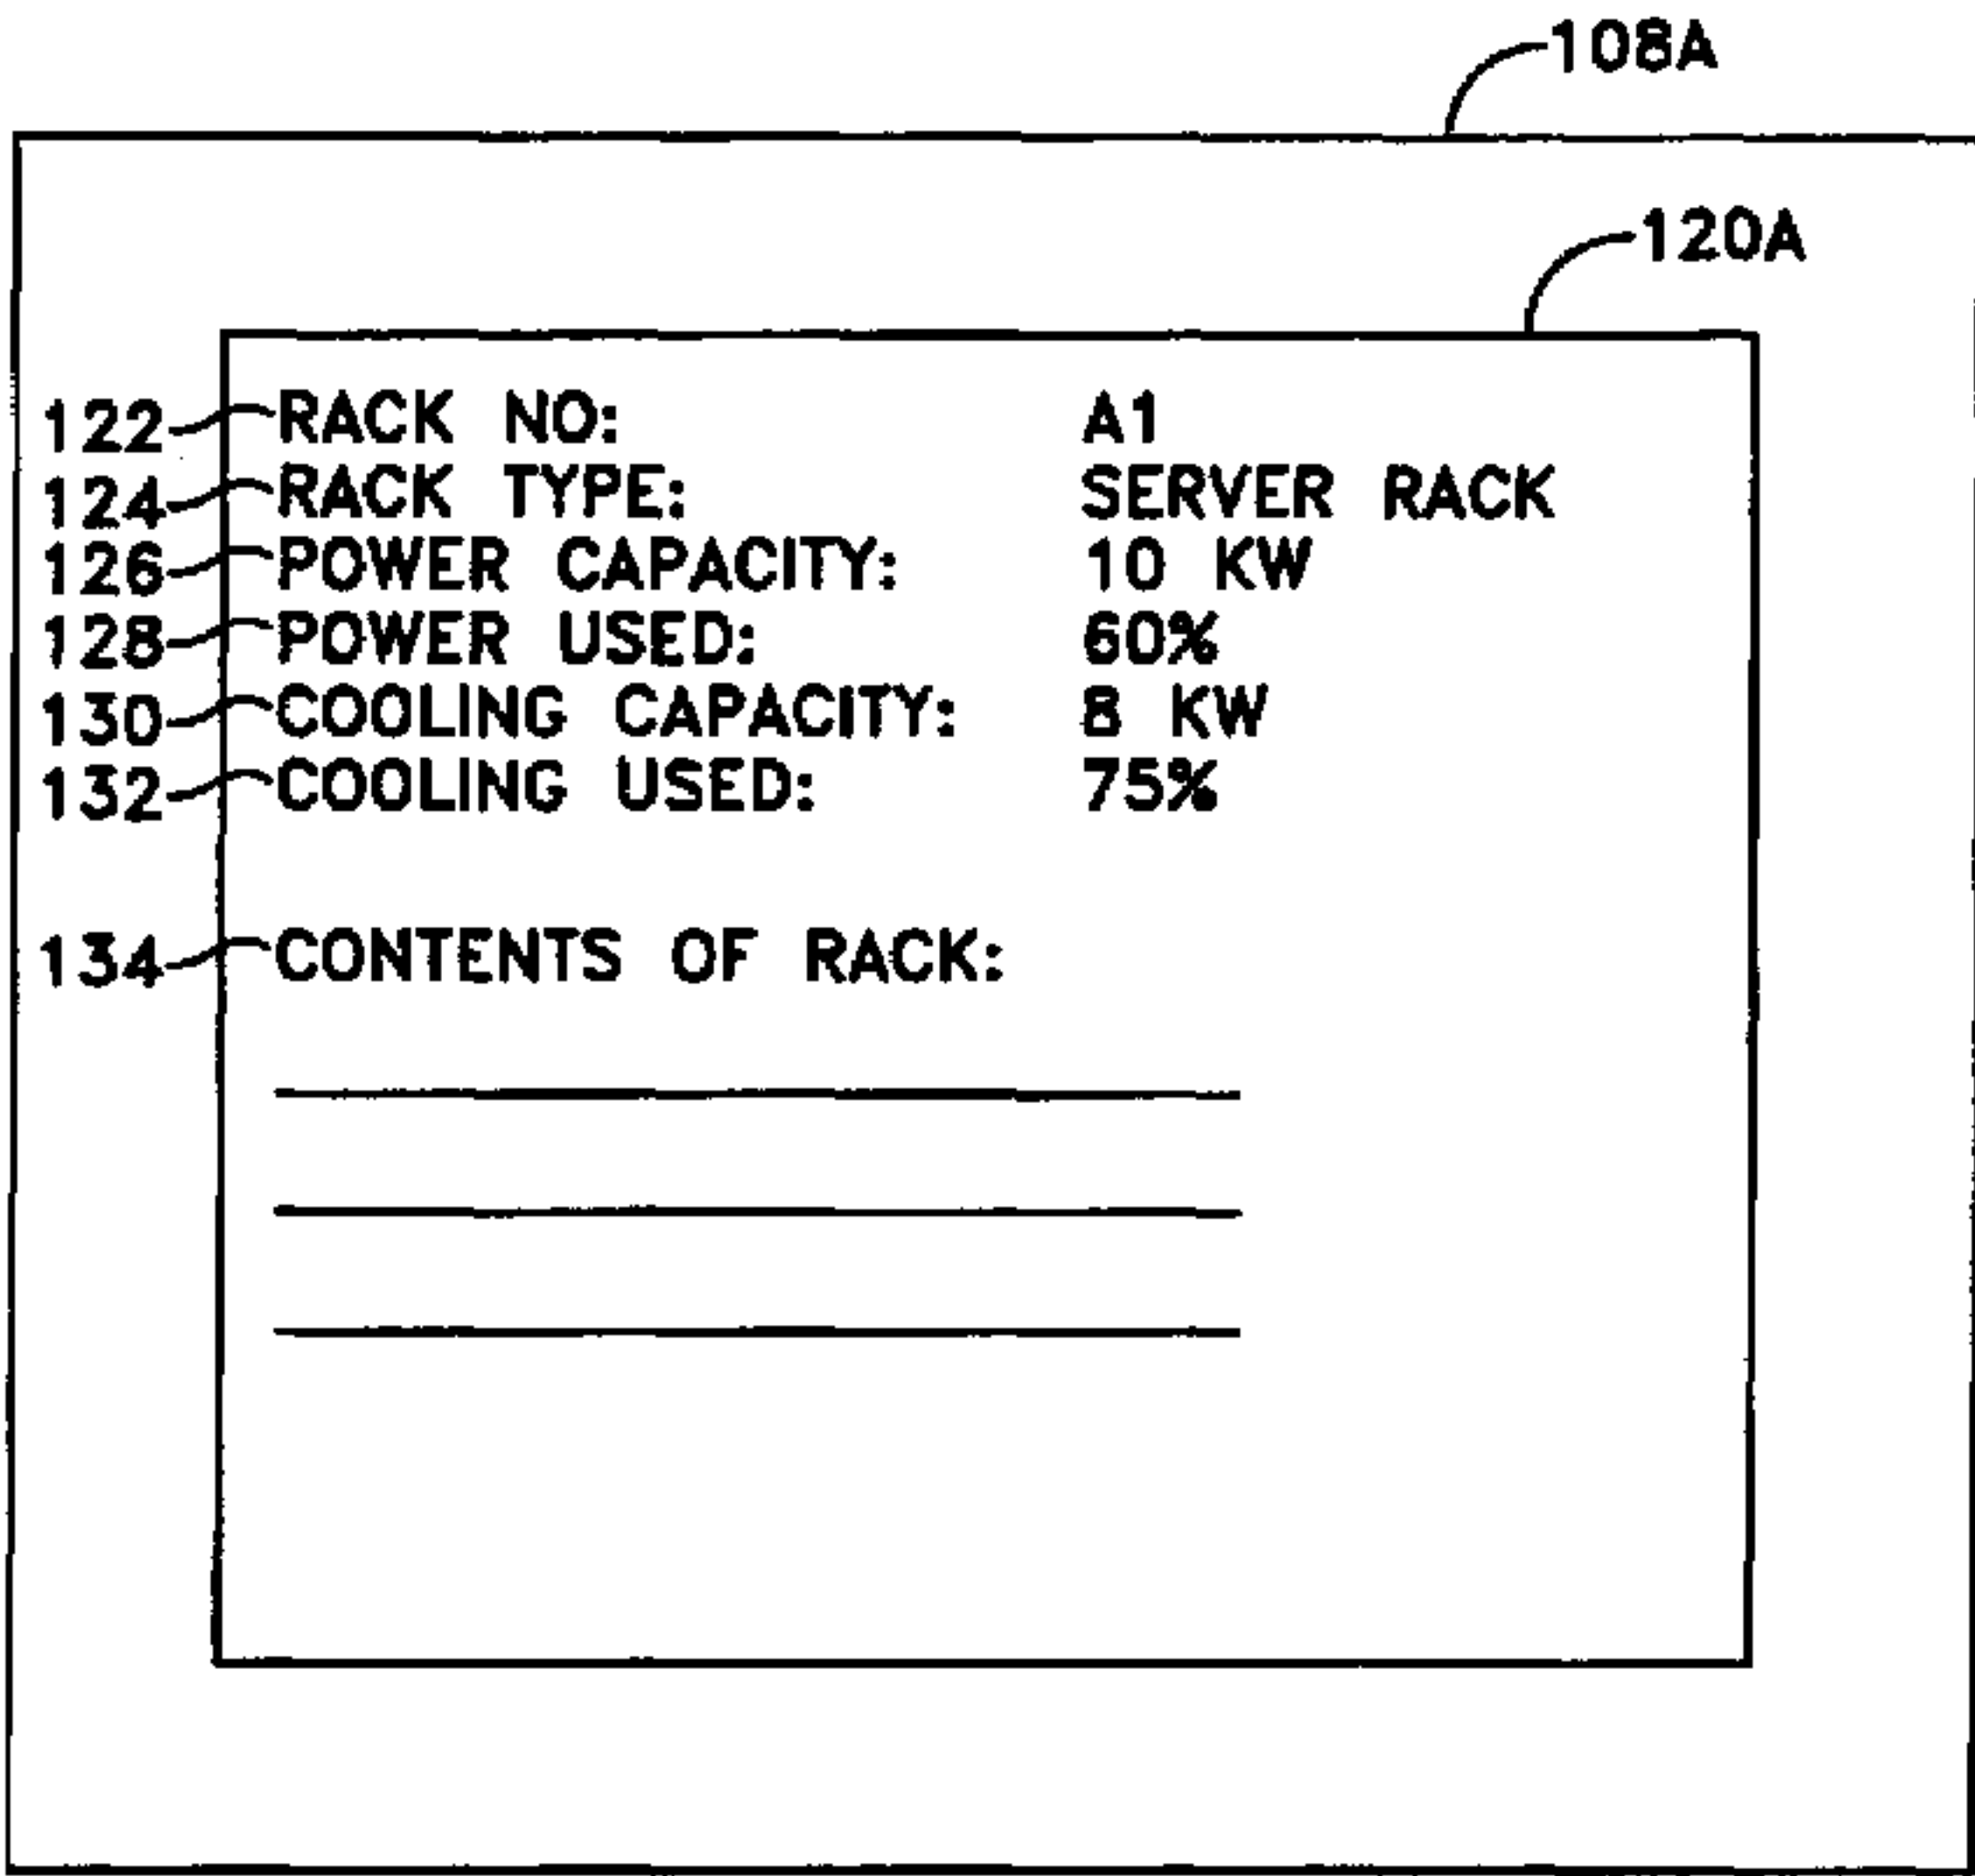 108A
120A
122 RACK NO: A1
124 RACK TYPE: SERVER RACK
126 POWER CAPACITY: 10 KW
128 POWER USED: 60%
130 COOLING CAPACITY: 8 KW
132 COOLING USED: 75%
134 CONTENTS OF RACK: